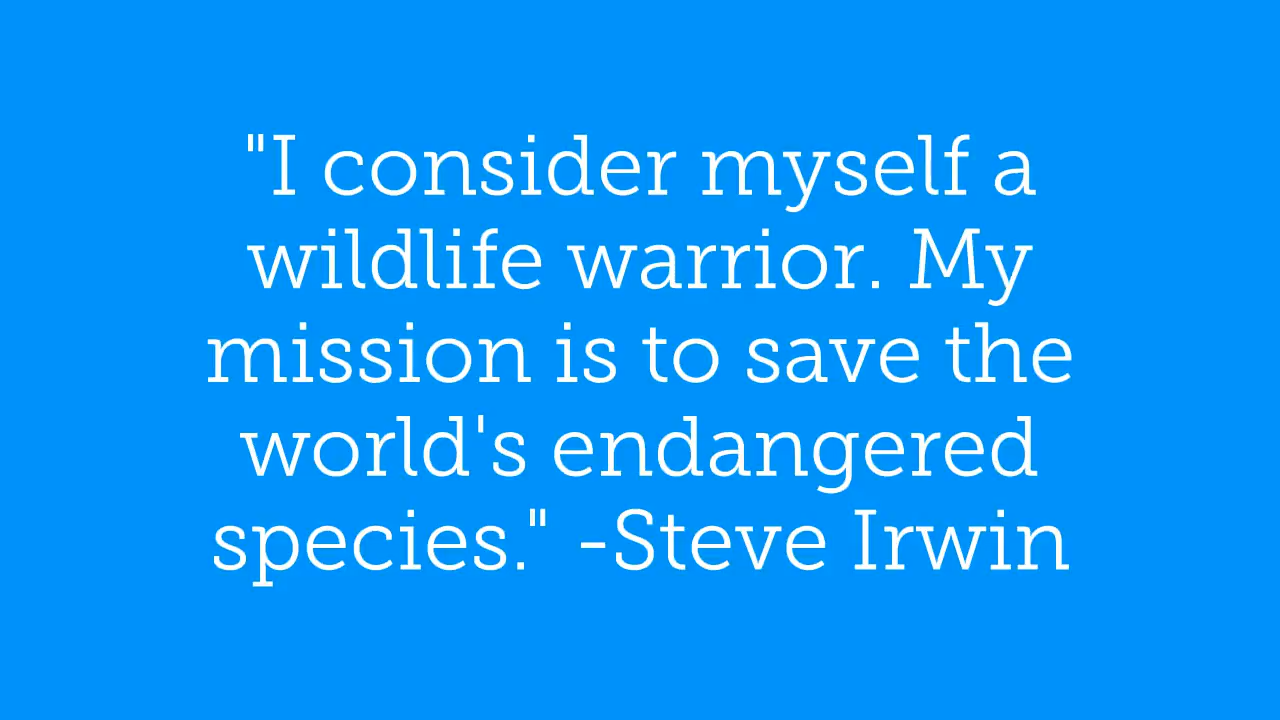 "I consider myself a
wildlife warrior. My
mission is to save the
world's endangered
species." -Steve Irwin